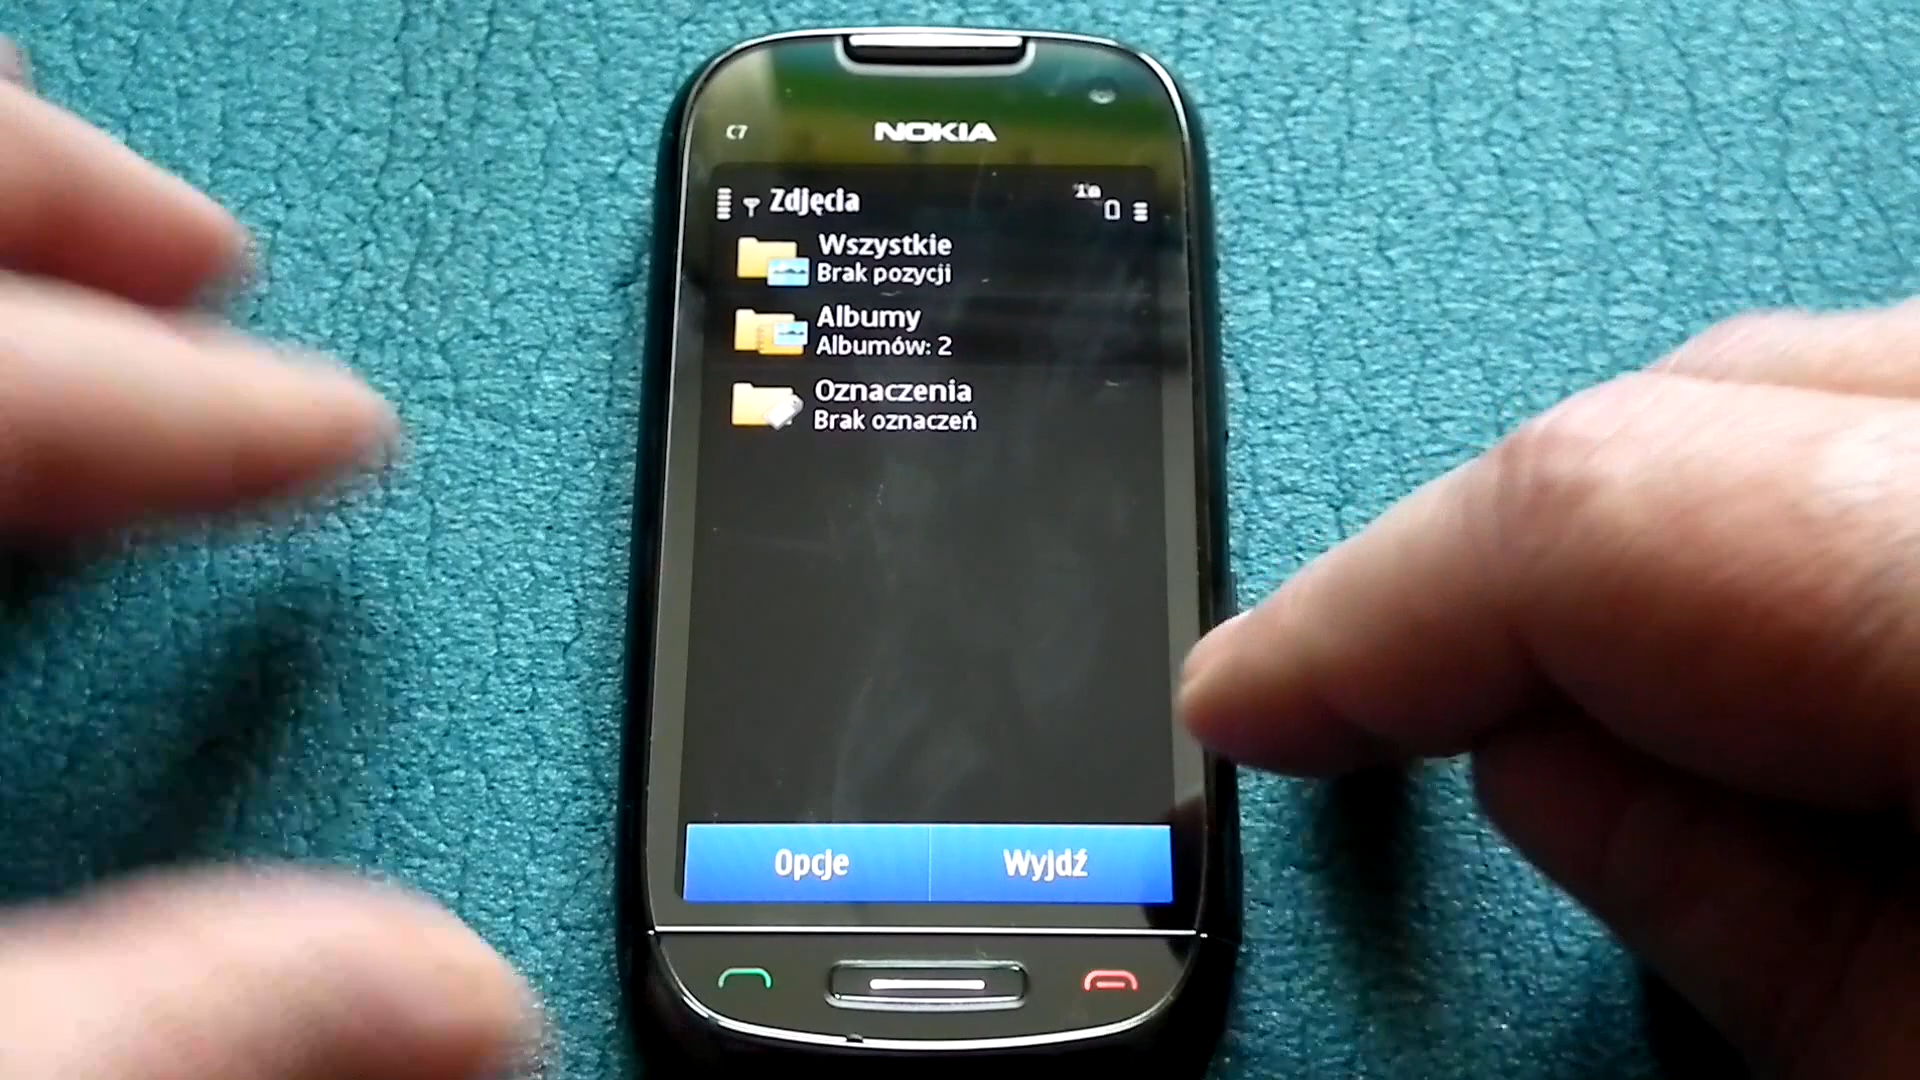 C7
NOKIA
Zdjęcia
Wszystkie
Brak pozycji
Albumy
Albumów: 2
Oznaczenia
Brak oznaczeń
Opcje
Wyjdź